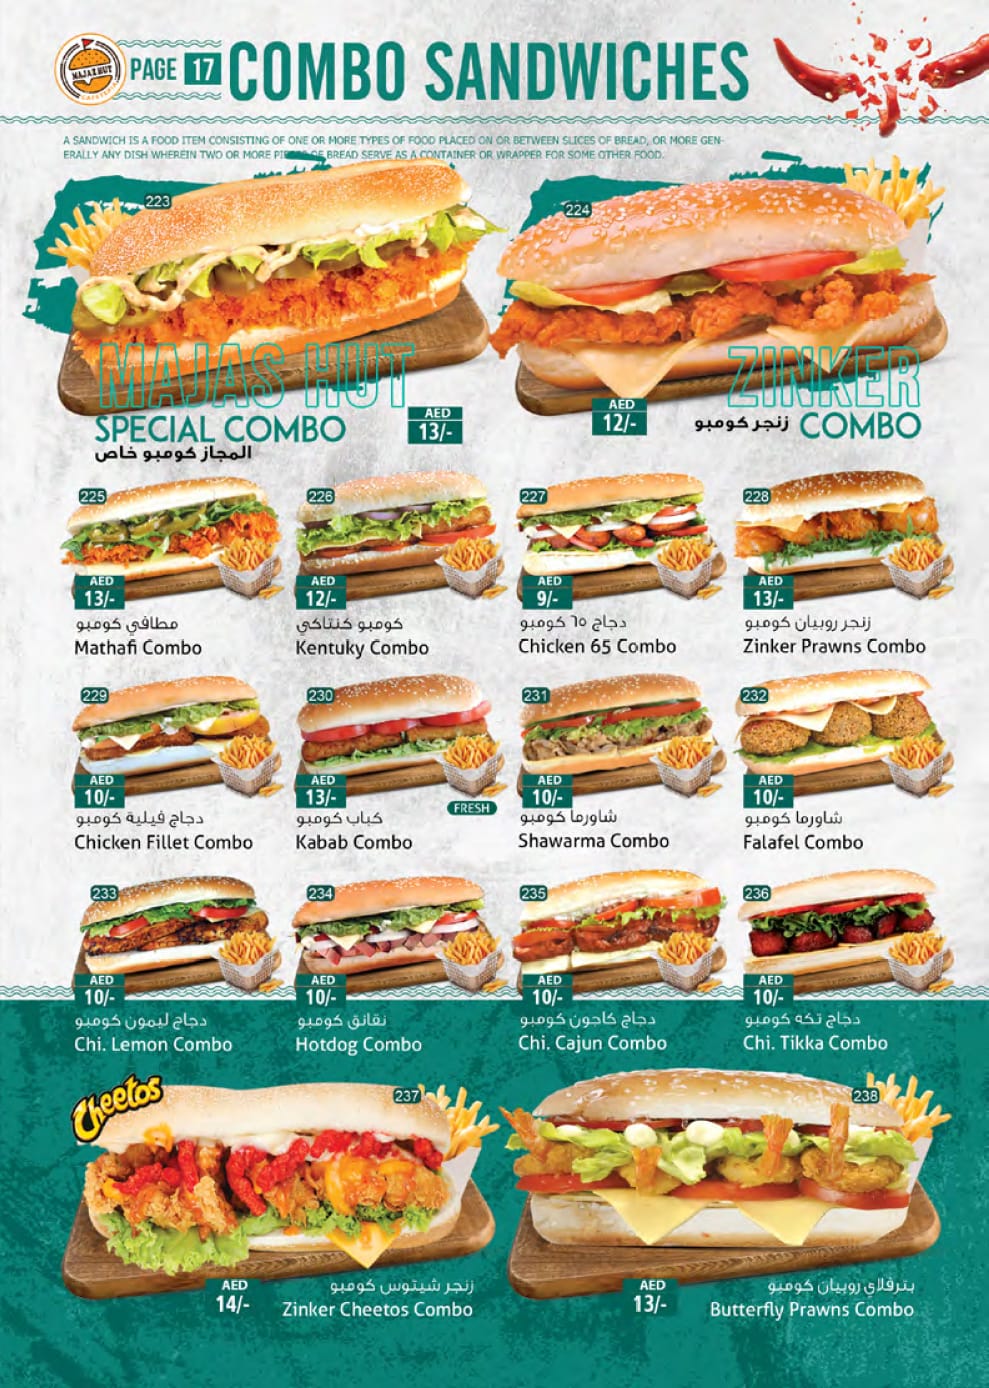 MAJAZ HUT
CAFETERIA
PAGE 17
COMBO SANDWICHES
A SANDWICH IS A FOOD ITEM CONSISTING OF ONE OR MORE TYPES OF FOOD PLACED ON OR BETWEEN SLICES OF BREAD, OR MORE GEN-
ERALLY ANY DISH WHEREIN TWO OR MORE PIECES OF BREAD SERVE AS A CONTAINER OR WRAPPER FOR SOME OTHER FOOD.
223
MAJAS HUT
SPECIAL COMBO
المجاز كومبو خاص
AED
13/-
224
ZINKER
COMBO
زنجر كومبو
AED
12/-
225
AED
13/-
مطافي كومبو
Mathafi Combo
226
AED
12/-
كومبو كنتاكي
Kentuky Combo
227
AED
9/-
دجاج ٦٥ كومبو
Chicken 65 Combo
228
AED
13/-
زنجر روبيان كومبو
Zinker Prawns Combo
229
AED
10/-
دجاج فيلية كومبو
Chicken Fillet Combo
230
AED
13/-
FRESH
كباب كومبو
Kabab Combo
231
AED
10/-
شاورما كومبو
Shawarma Combo
232
AED
10/-
شاورما كومبو
Falafel Combo
233
AED
10/-
دجاج ليمون كومبو
Chi. Lemon Combo
234
AED
10/-
نقانق كومبو
Hotdog Combo
235
AED
10/-
دجاج كاجون كومبو
Chi. Cajun Combo
236
AED
10/-
دجاج تكه كومبو
Chi. Tikka Combo
Cheetos
237
AED
14/-
زنجر شيتوس كومبو
Zinker Cheetos Combo
238
AED
13/-
بترفلاي روبيان كومبو
Butterfly Prawns Combo